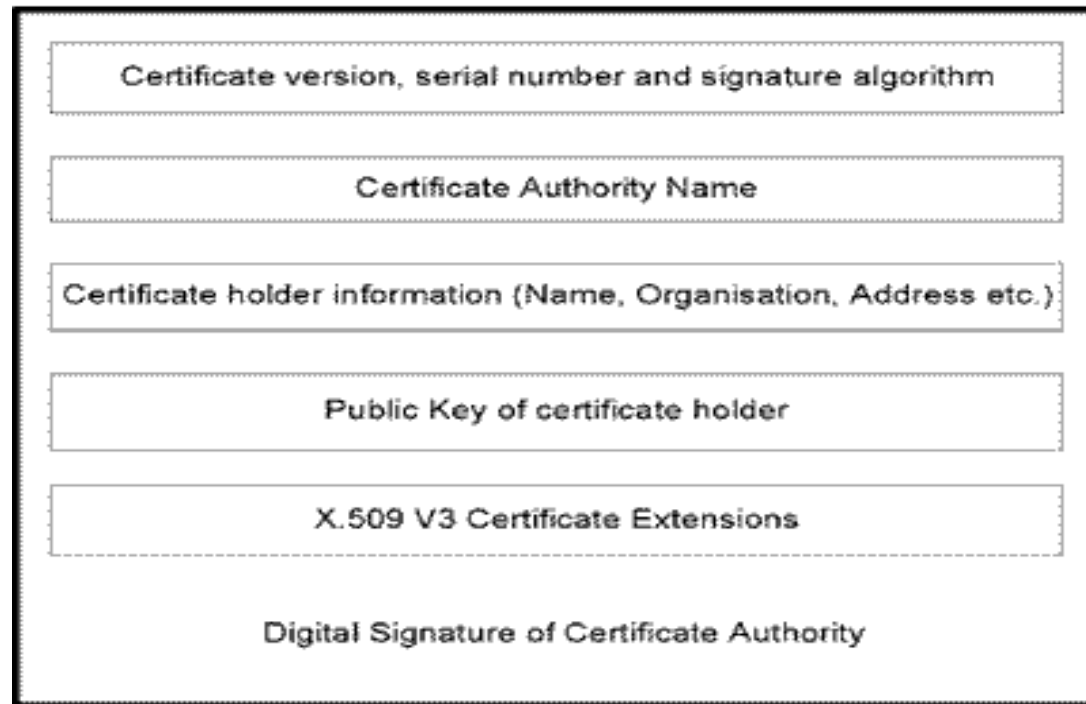 Certificate version, serial number and signature algorithm
Certificate Authority Name
Certificate holder information (Name, Organisation, Address etc.)
Public Key of certificate holder
X.509 V3 Certificate Extensions
Digital Signature of Certificate Authority